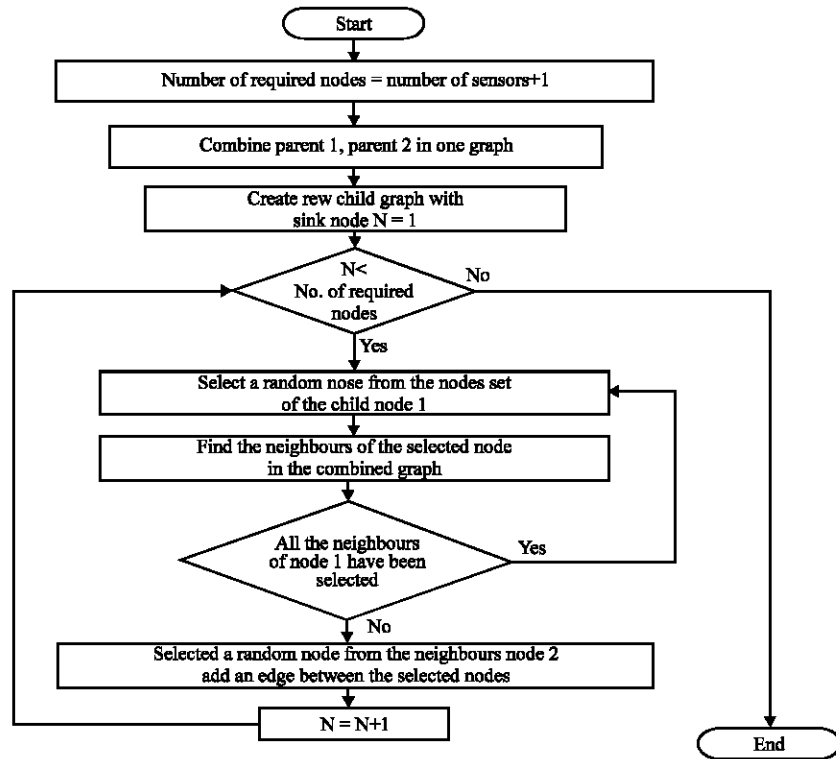 Start
Number of required nodes = number of sensors+1
Combine parent 1, parent 2 in one graph
Create rew child graph with
sink node N = 1
N<
No. of required
nodes
No
Yes
Select a random nose from the nodes set
of the child node 1
Find the neighbours of the selected node
in the combined graph
All the neighbours
of node 1 have been
selected
Yes
No
Selected a random node from the neighbours node 2
add an edge between the selected nodes
N = N+1
End